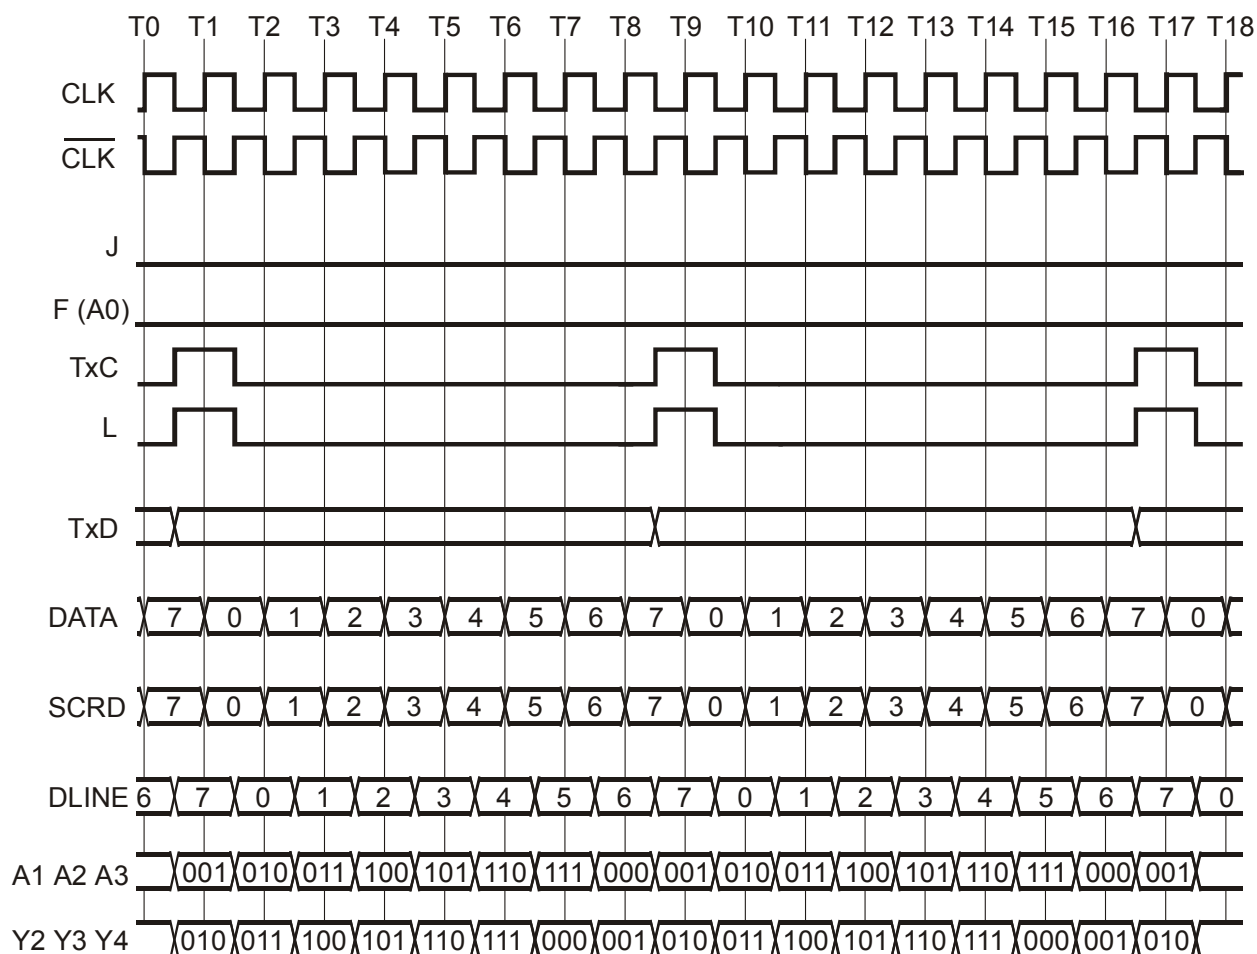 T0 T1 T2 T3 T4 T5 T6 T7 T8 T9 T10 T11 T12 T13 T14 T15 T16 T17 T18
CLK
CLK
J
F (A0)
TxC
L
TxD
DATA 7 0 1 2 3 4 5 6 7 0 1 2 3 4 5 6 7 0
SCRD 7 0 1 2 3 4 5 6 7 0 1 2 3 4 5 6 7 0
DLINE 6 7 0 1 2 3 4 5 6 7 0 1 2 3 4 5 6 7 0
A1 A2 A3 001 010 011 100 101 110 111 000 001 010 011 100 101 110 111 000 001
Y2 Y3 Y4 010 011 100 101 110 111 000 001 010 011 100 101 110 111 000 001 010